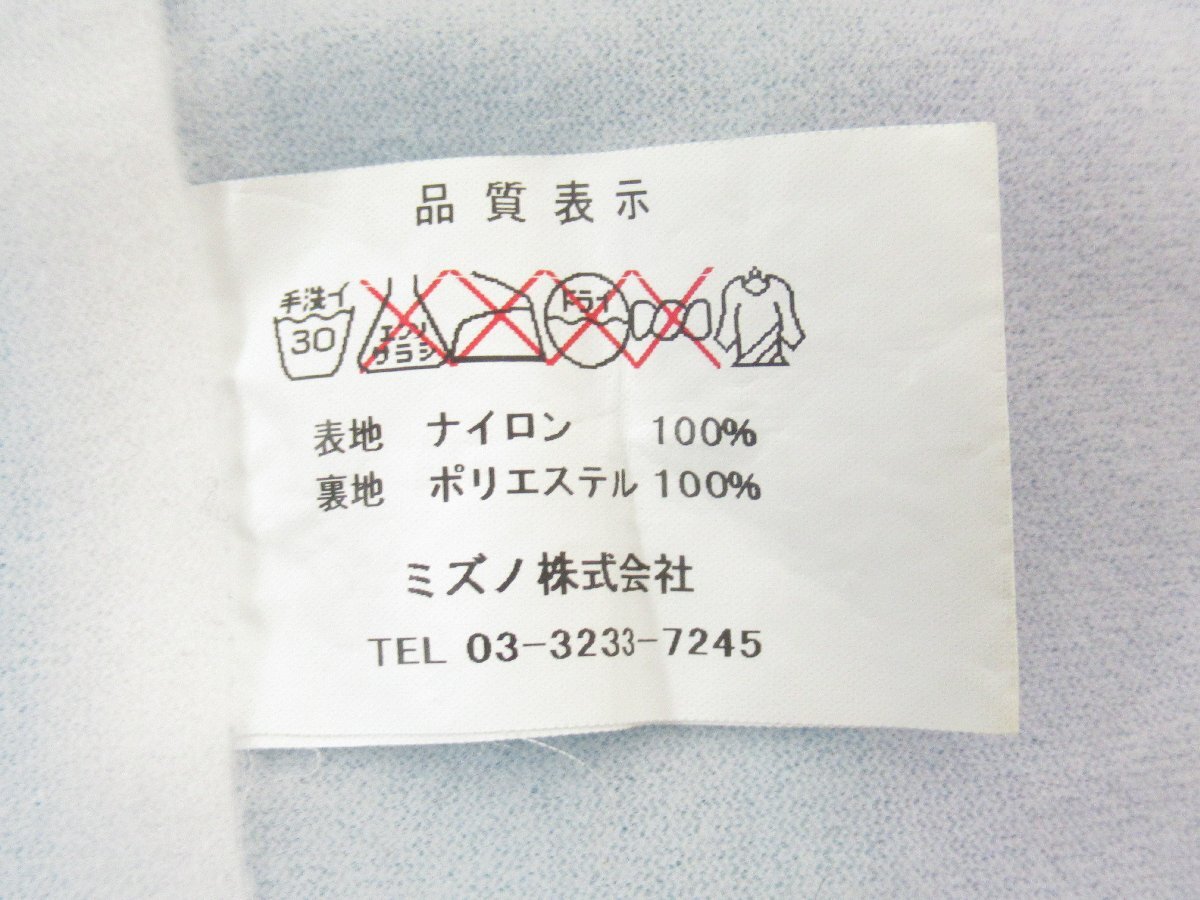 品質表示
手洗イ 30 エンソ サラシ ドライ
表地 ナイロン 100%
裏地 ポリエステル 100%
ミズノ株式会社
TEL 03-3233-7245